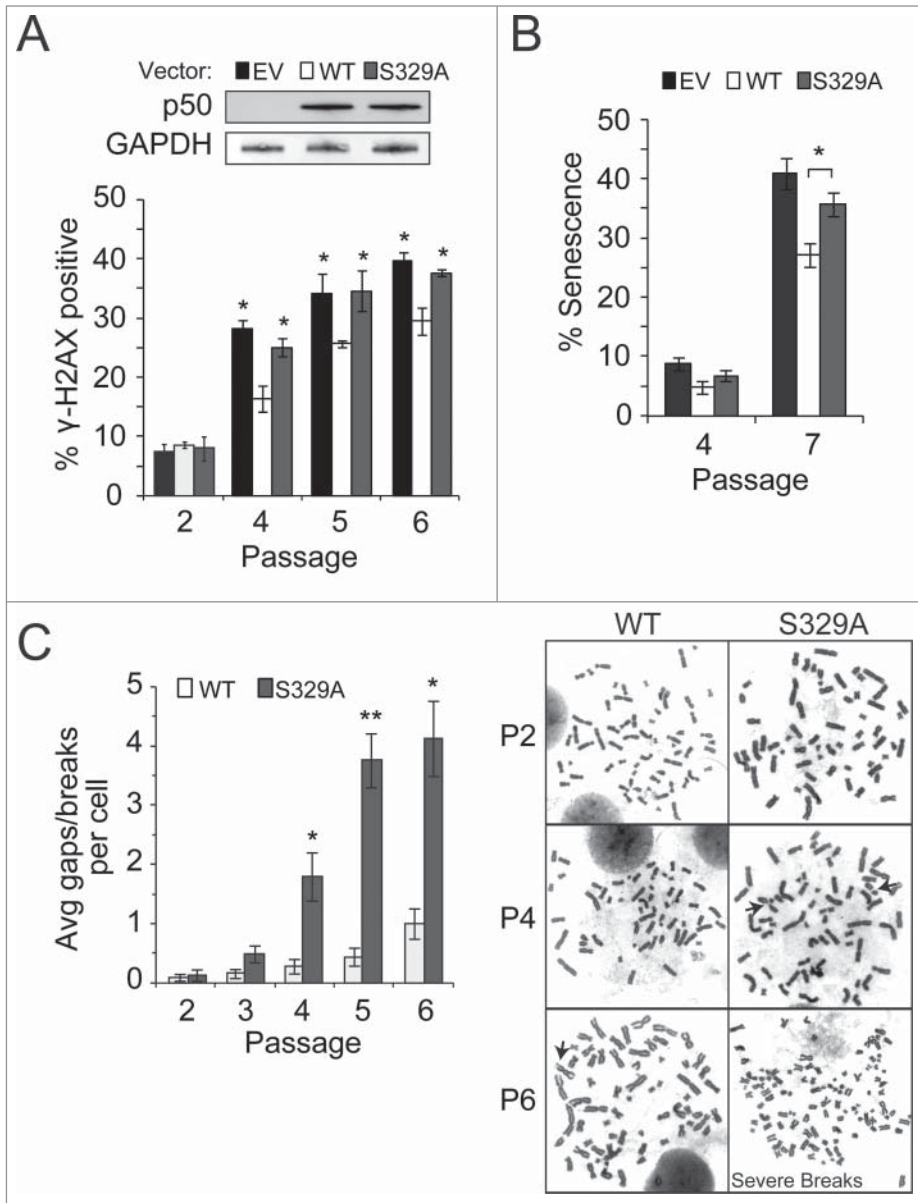 A
Vector: EV WT S329A
p50
GAPDH
% γ-H2AX positive
50
40
30
20
10
0
* * * * * *
2 4 5 6
Passage
B
EV WT S329A
% Senescence
50
40
30
20
10
0
*
4 7
Passage
C
WT S329A
Avg gaps/breaks
per cell
5
4
3
2
1
0
* ** *
2 3 4 5 6
Passage
WT S329A
P2
P4
P6
Severe Breaks